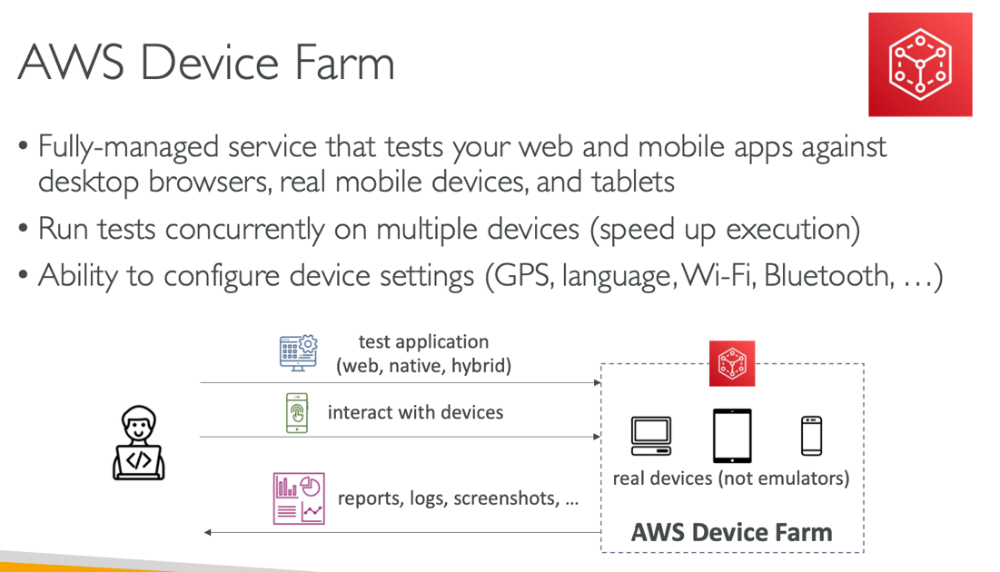 AWS Device Farm
• Fully-managed service that tests your web and mobile apps against
desktop browsers, real mobile devices, and tablets
• Run tests concurrently on multiple devices (speed up execution)
• Ability to configure device settings (GPS, language, Wi-Fi, Bluetooth, …)
test application
(web, native, hybrid)
interact with devices
</>
reports, logs, screenshots, …
real devices (not emulators)
AWS Device Farm